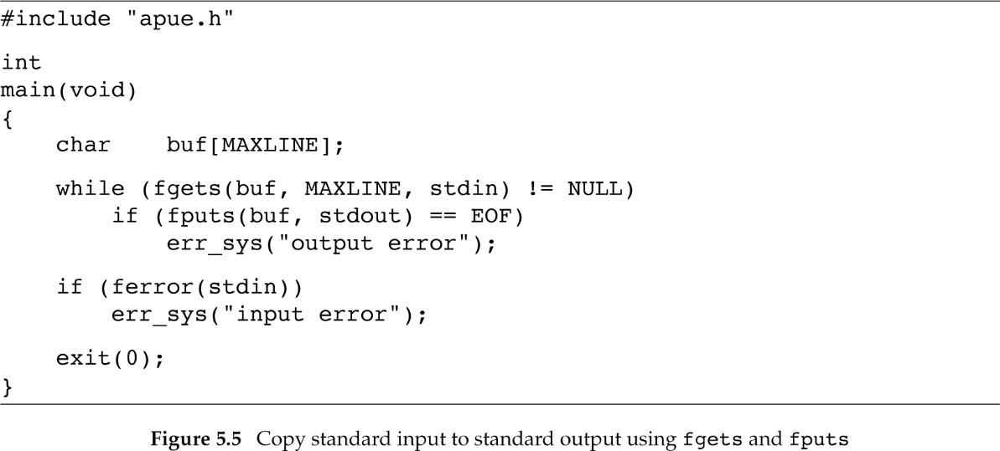 #include "apue.h"
int
main(void)
{
    char    buf[MAXLINE];
    while (fgets(buf, MAXLINE, stdin) != NULL)
        if (fputs(buf, stdout) == EOF)
            err_sys("output error");
    if (ferror(stdin))
        err_sys("input error");
    exit(0);
}
Figure 5.5 Copy standard input to standard output using fgets and fputs